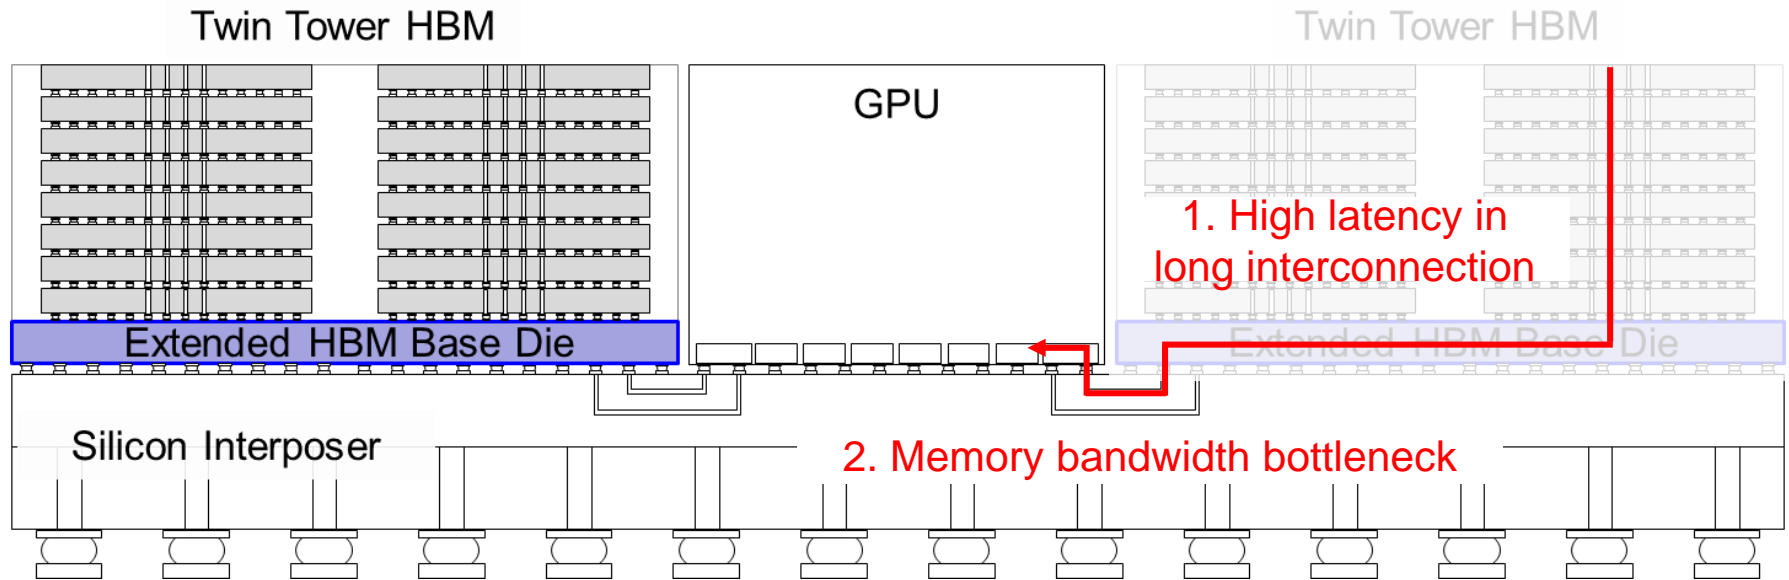 Twin Tower HBM
Twin Tower HBM
GPU
1. High latency in
long interconnection
Extended HBM Base Die
Extended HBM Base Die
Silicon Interposer
2. Memory bandwidth bottleneck